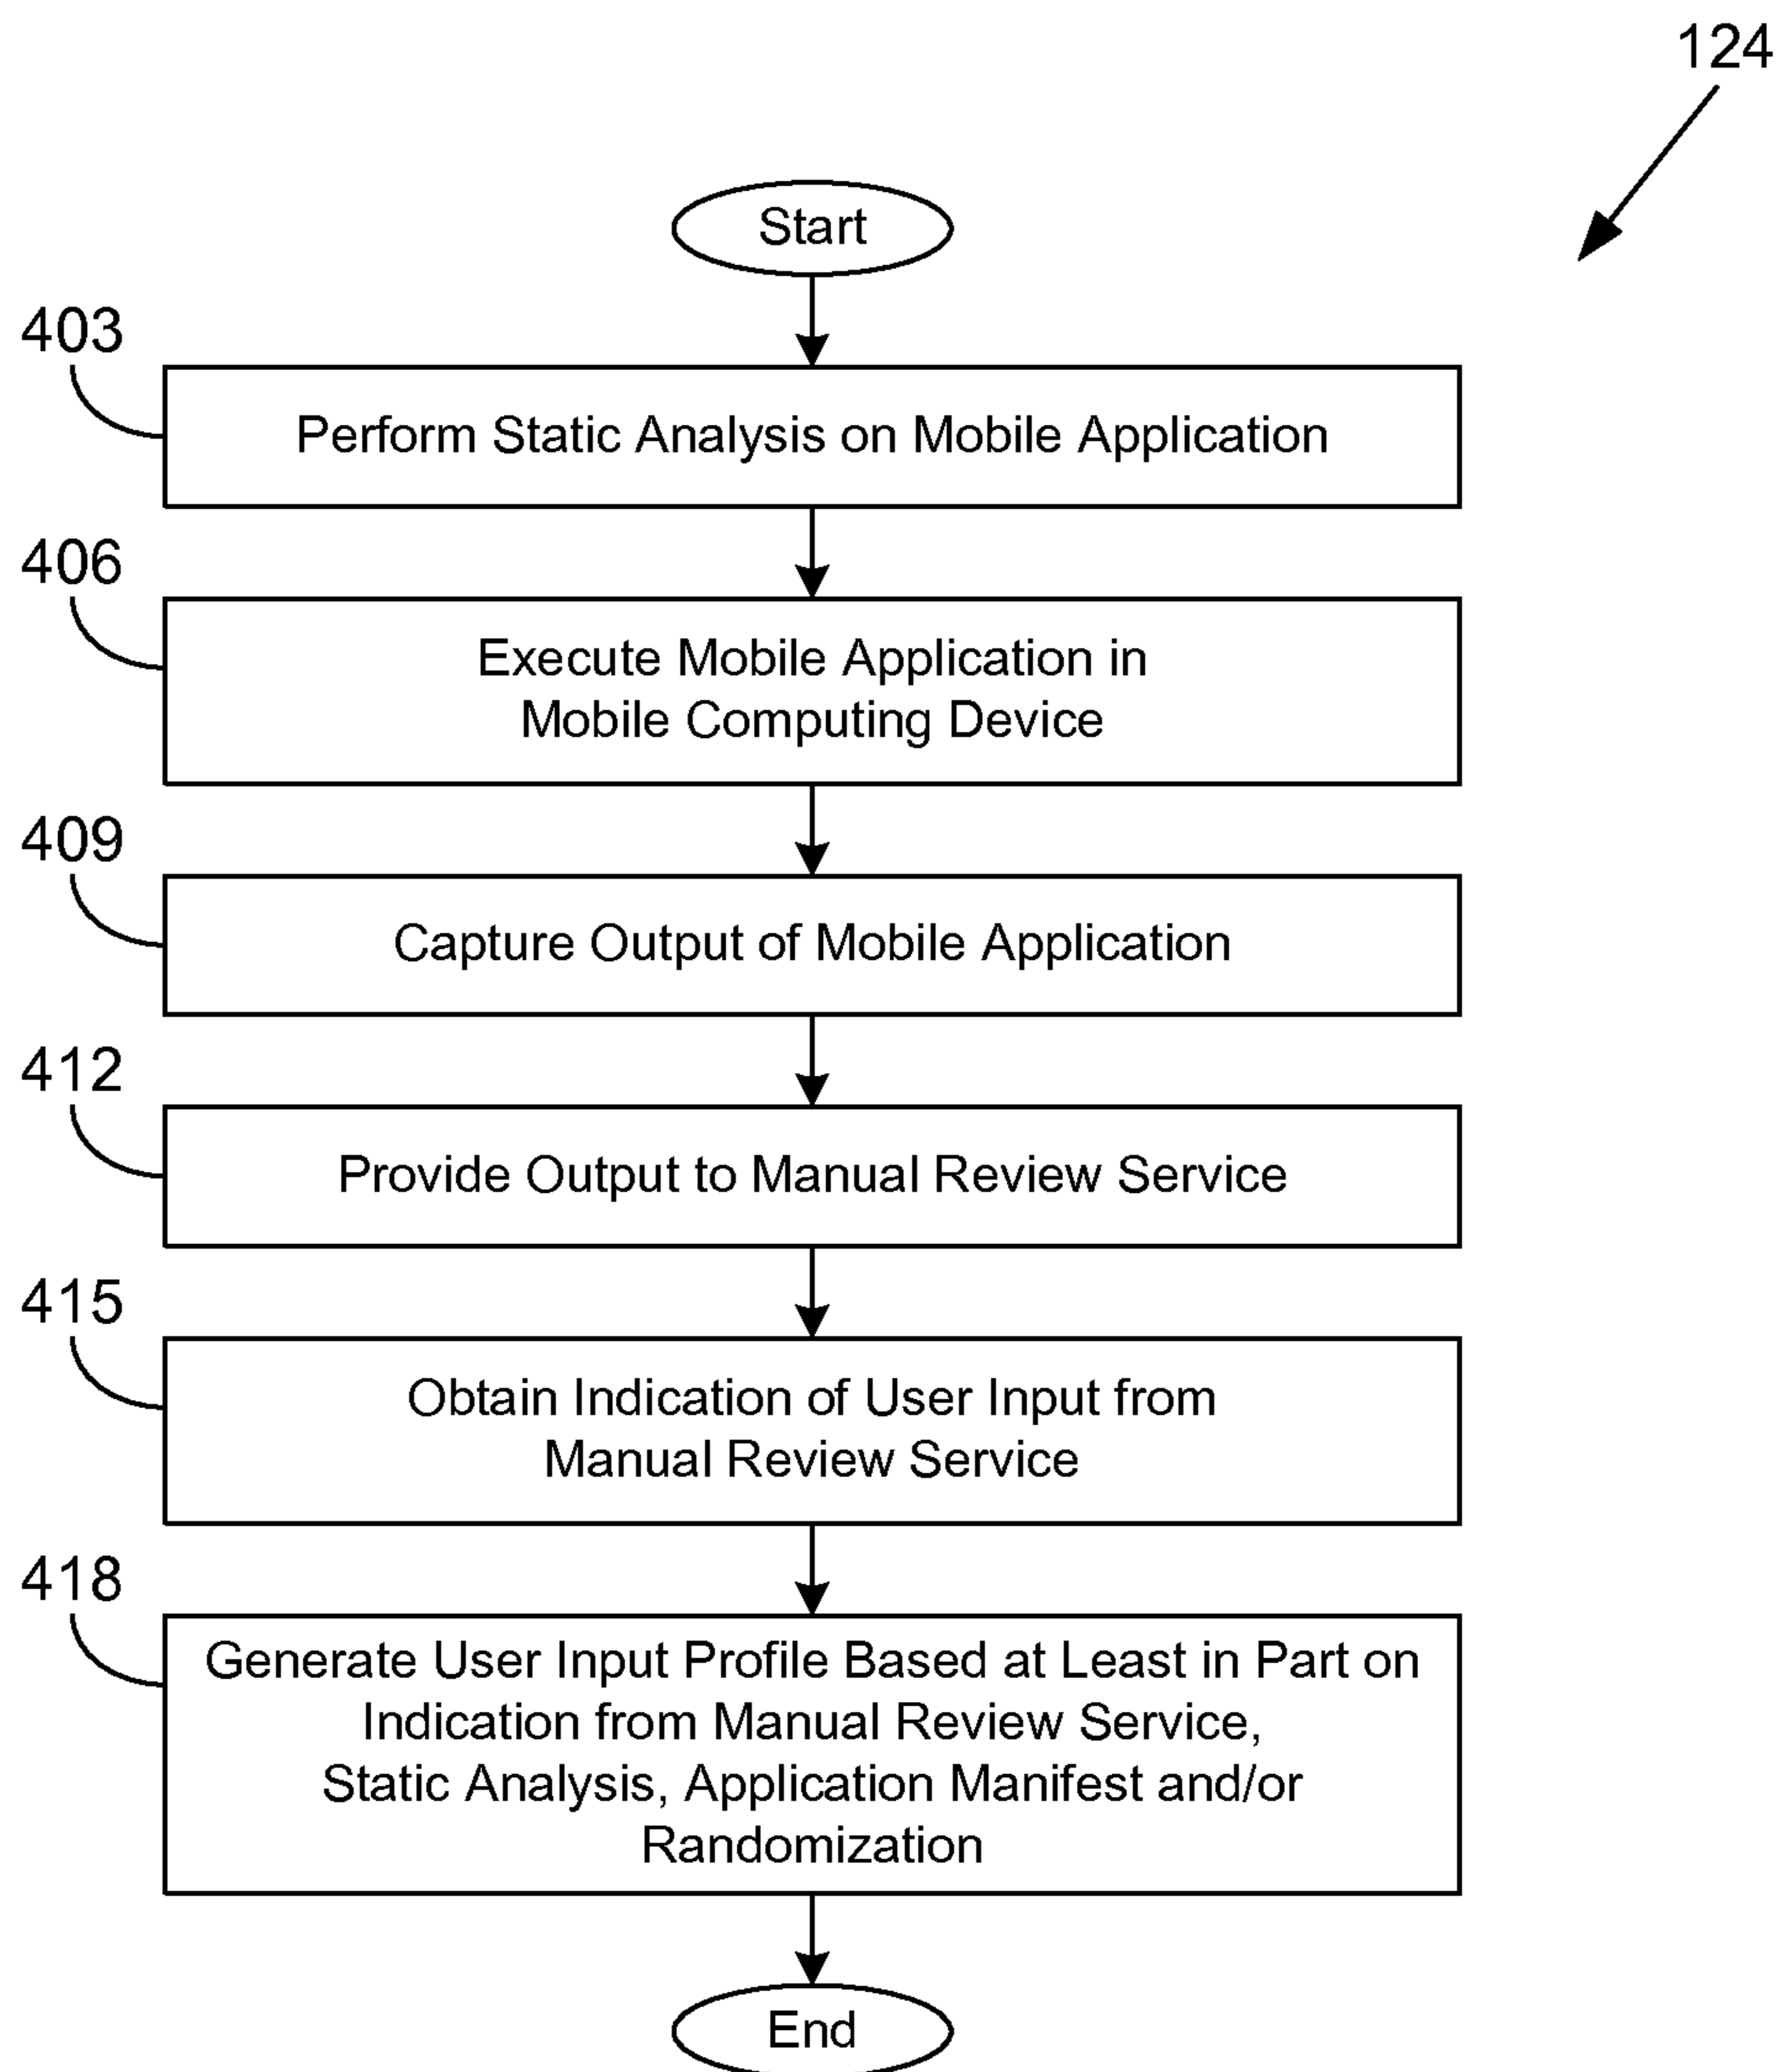 124
Start
403
Perform Static Analysis on Mobile Application
406
Execute Mobile Application in
Mobile Computing Device
409
Capture Output of Mobile Application
412
Provide Output to Manual Review Service
415
Obtain Indication of User Input from
Manual Review Service
418
Generate User Input Profile Based at Least in Part on
Indication from Manual Review Service,
Static Analysis, Application Manifest and/or
Randomization
End